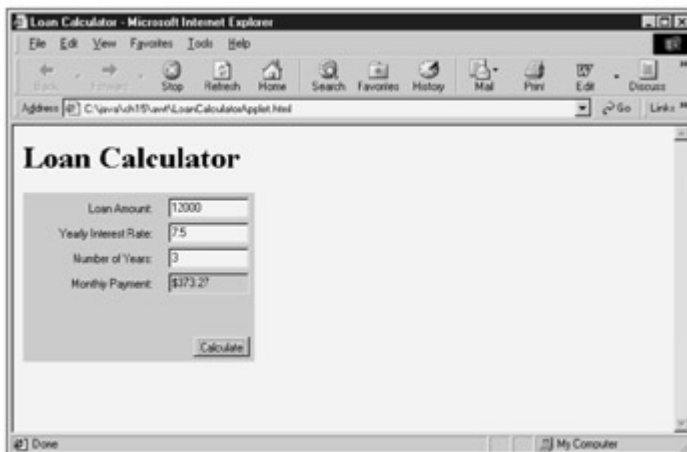 Loan Calculator - Microsoft Internet Explorer
File Edit View Favorites Tools Help
Back Forward Stop Refresh Home Search Favorites History Mail Print Edit Discuss
Address C:\java\ch15\awt\LoanCalculatorApplet.html Go Links
Loan Calculator
Loan Amount: 12000
Yearly Interest Rate: 7.5
Number of Years: 3
Monthly Payment: $373.27
Calculate
Done My Computer